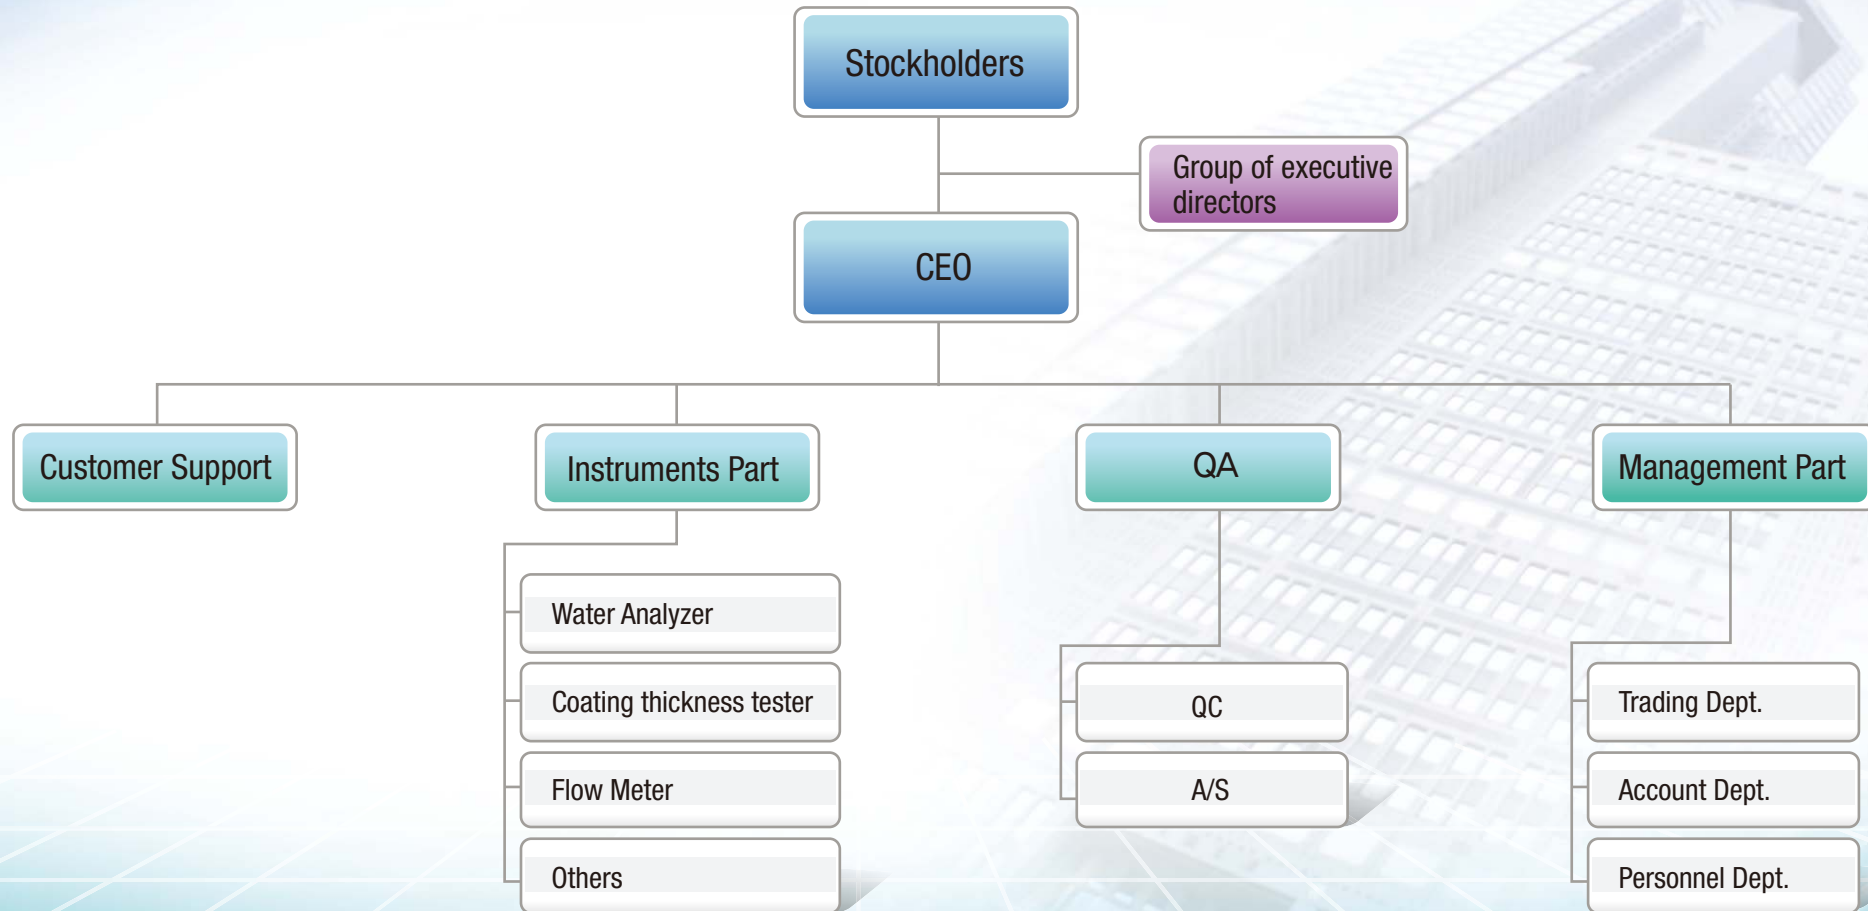 Stockholders
Group of executive
directors
CEO
Customer Support
Instruments Part
QA
Management Part
Water Analyzer
Coating thickness tester
Flow Meter
Others
QC
A/S
Trading Dept.
Account Dept.
Personnel Dept.